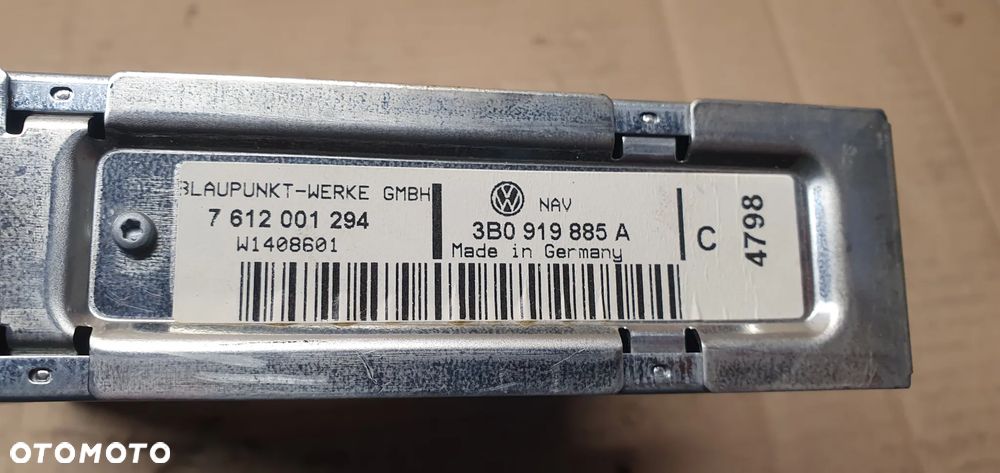 BLAUPUNKT-WERKE GMBH
7 612 001 294
W1408601
NAV
3B0 919 885 A
Made in Germany
C
4798
OTOMOTO